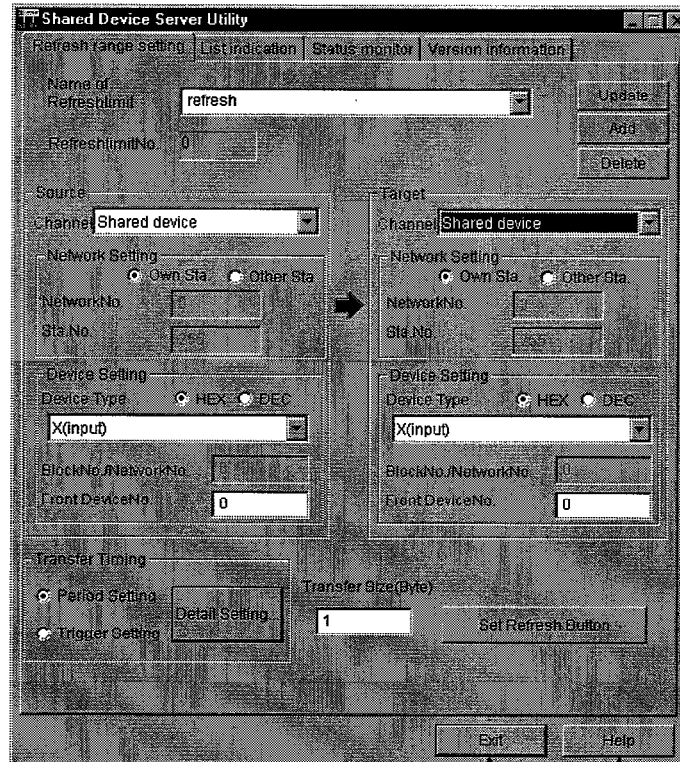 Shared Device Server Utility
Refresh range setting List indication Status monitor Version information
Name of
Refreshlimit
refresh
Update
RefreshlimitNo. 0
Add
Delete
Source
Channel Shared device
Network Setting
Own Sta. Other Sta
NetworkNo.
Sta.No.
Device Setting
Device Type HEX DEC
X(input)
BlockNo./NetworkNo.
Front DeviceNo. 0
Target
Channel Shared device
Network Setting
Own Sta. Other Sta.
NetworkNo.
Sta.No. 255
Device Setting
Device Type HEX DEC
X(input)
BlockNo./NetworkNo. 0
Front DeviceNo. 0
Transfer Timing
Period Setting
Trigger Setting
Detail Setting...
Transfer Size(Byte)
1
Set Refresh Button
Exit Help